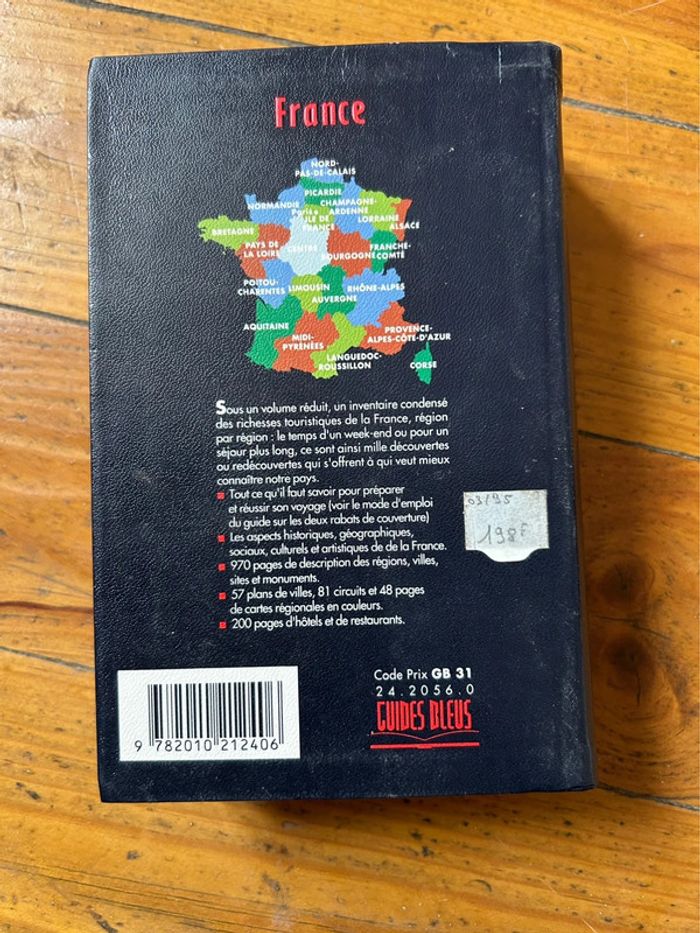 France
NORD-
PAS-DE-CALAIS
PICARDIE
NORMANDIE
CHAMPAGNE-
ARDENNE
Paris
ILE DE
FRANCE
LORRAINE
ALSACE
BRETAGNE
PAYS DE
LA LOIRE
CENTRE
BOURGOGNE
FRANCHE-
COMTÉ
POITOU-
CHARENTES
LIMOUSIN
AUVERGNE
RHÔNE-ALPES
AQUITAINE
MIDI-
PYRÉNÉES
PROVENCE-
ALPES-CÔTE-D'AZUR
LANGUEDOC-
ROUSSILLON
CORSE
Sous un volume réduit, un inventaire condensé
des richesses touristiques de la France, région
par région : le temps d'un week-end ou pour un
séjour plus long, ce sont ainsi mille découvertes
ou redécouvertes qui s'offrent à qui veut mieux
connaître notre pays.
Tout ce qu'il faut savoir pour préparer
et réussir son voyage (voir le mode d'emploi
du guide sur les deux rabats de couverture)
Les aspects historiques, géographiques,
sociaux, culturels et artistiques de de la France.
970 pages de description des régions, villes,
sites et monuments.
57 plans de villes, 81 circuits et 48 pages
de cartes régionales en couleurs.
200 pages d'hôtels et de restaurants.
03/95
198F
Code Prix GB 31
24.2056.0
GUIDES BLEUS
9 782010 212406